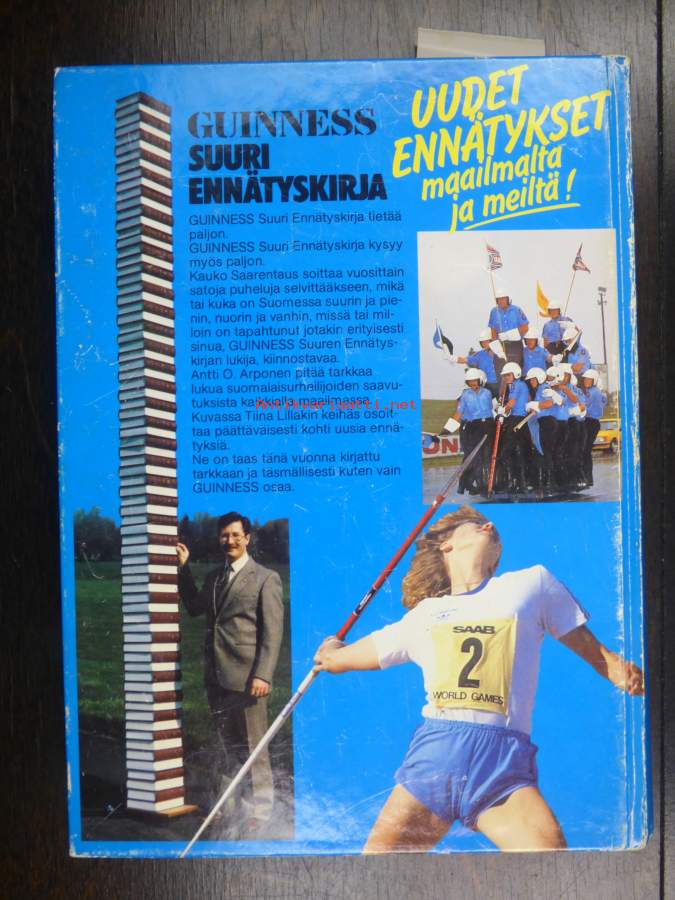 GUINNESS
SUURI
ENNÄTYSKIRJA
UUDET
ENNÄTYKSET
maailmalta
ja meiltä!
GUINNESS Suuri Ennätyskirja tietää
paljon.
GUINNESS Suuri Ennätyskirja kysyy
myös paljon.
Kauko Saarentaus soittaa vuosittain
satoja puheluja selvittääkseen, mikä
tai kuka on Suomessa suurin ja pie-
nin, nuorin ja vanhin, missä tai mil-
loin on tapahtunut jotakin erityisesti
sinua, GUINNESS Suuren Ennätys-
kirjan lukija, kiinnostavaa.
Antti O. Arponen pitää tarkkaa
lukua suomalaisurheilijoiden saavu-
tuksista kaikkialla maailmassa.
Antikvariaatti.net
Kuvassa Tiina Lillakin keihäs osoit-
taa päättäväisesti kohti uusia ennä-
tyksiä.
Ne on taas tänä vuonna kirjattu
tarkkaan ja täsmällisesti kuten vain
GUINNESS osaa.
SAAB
2
WORLD GAMES